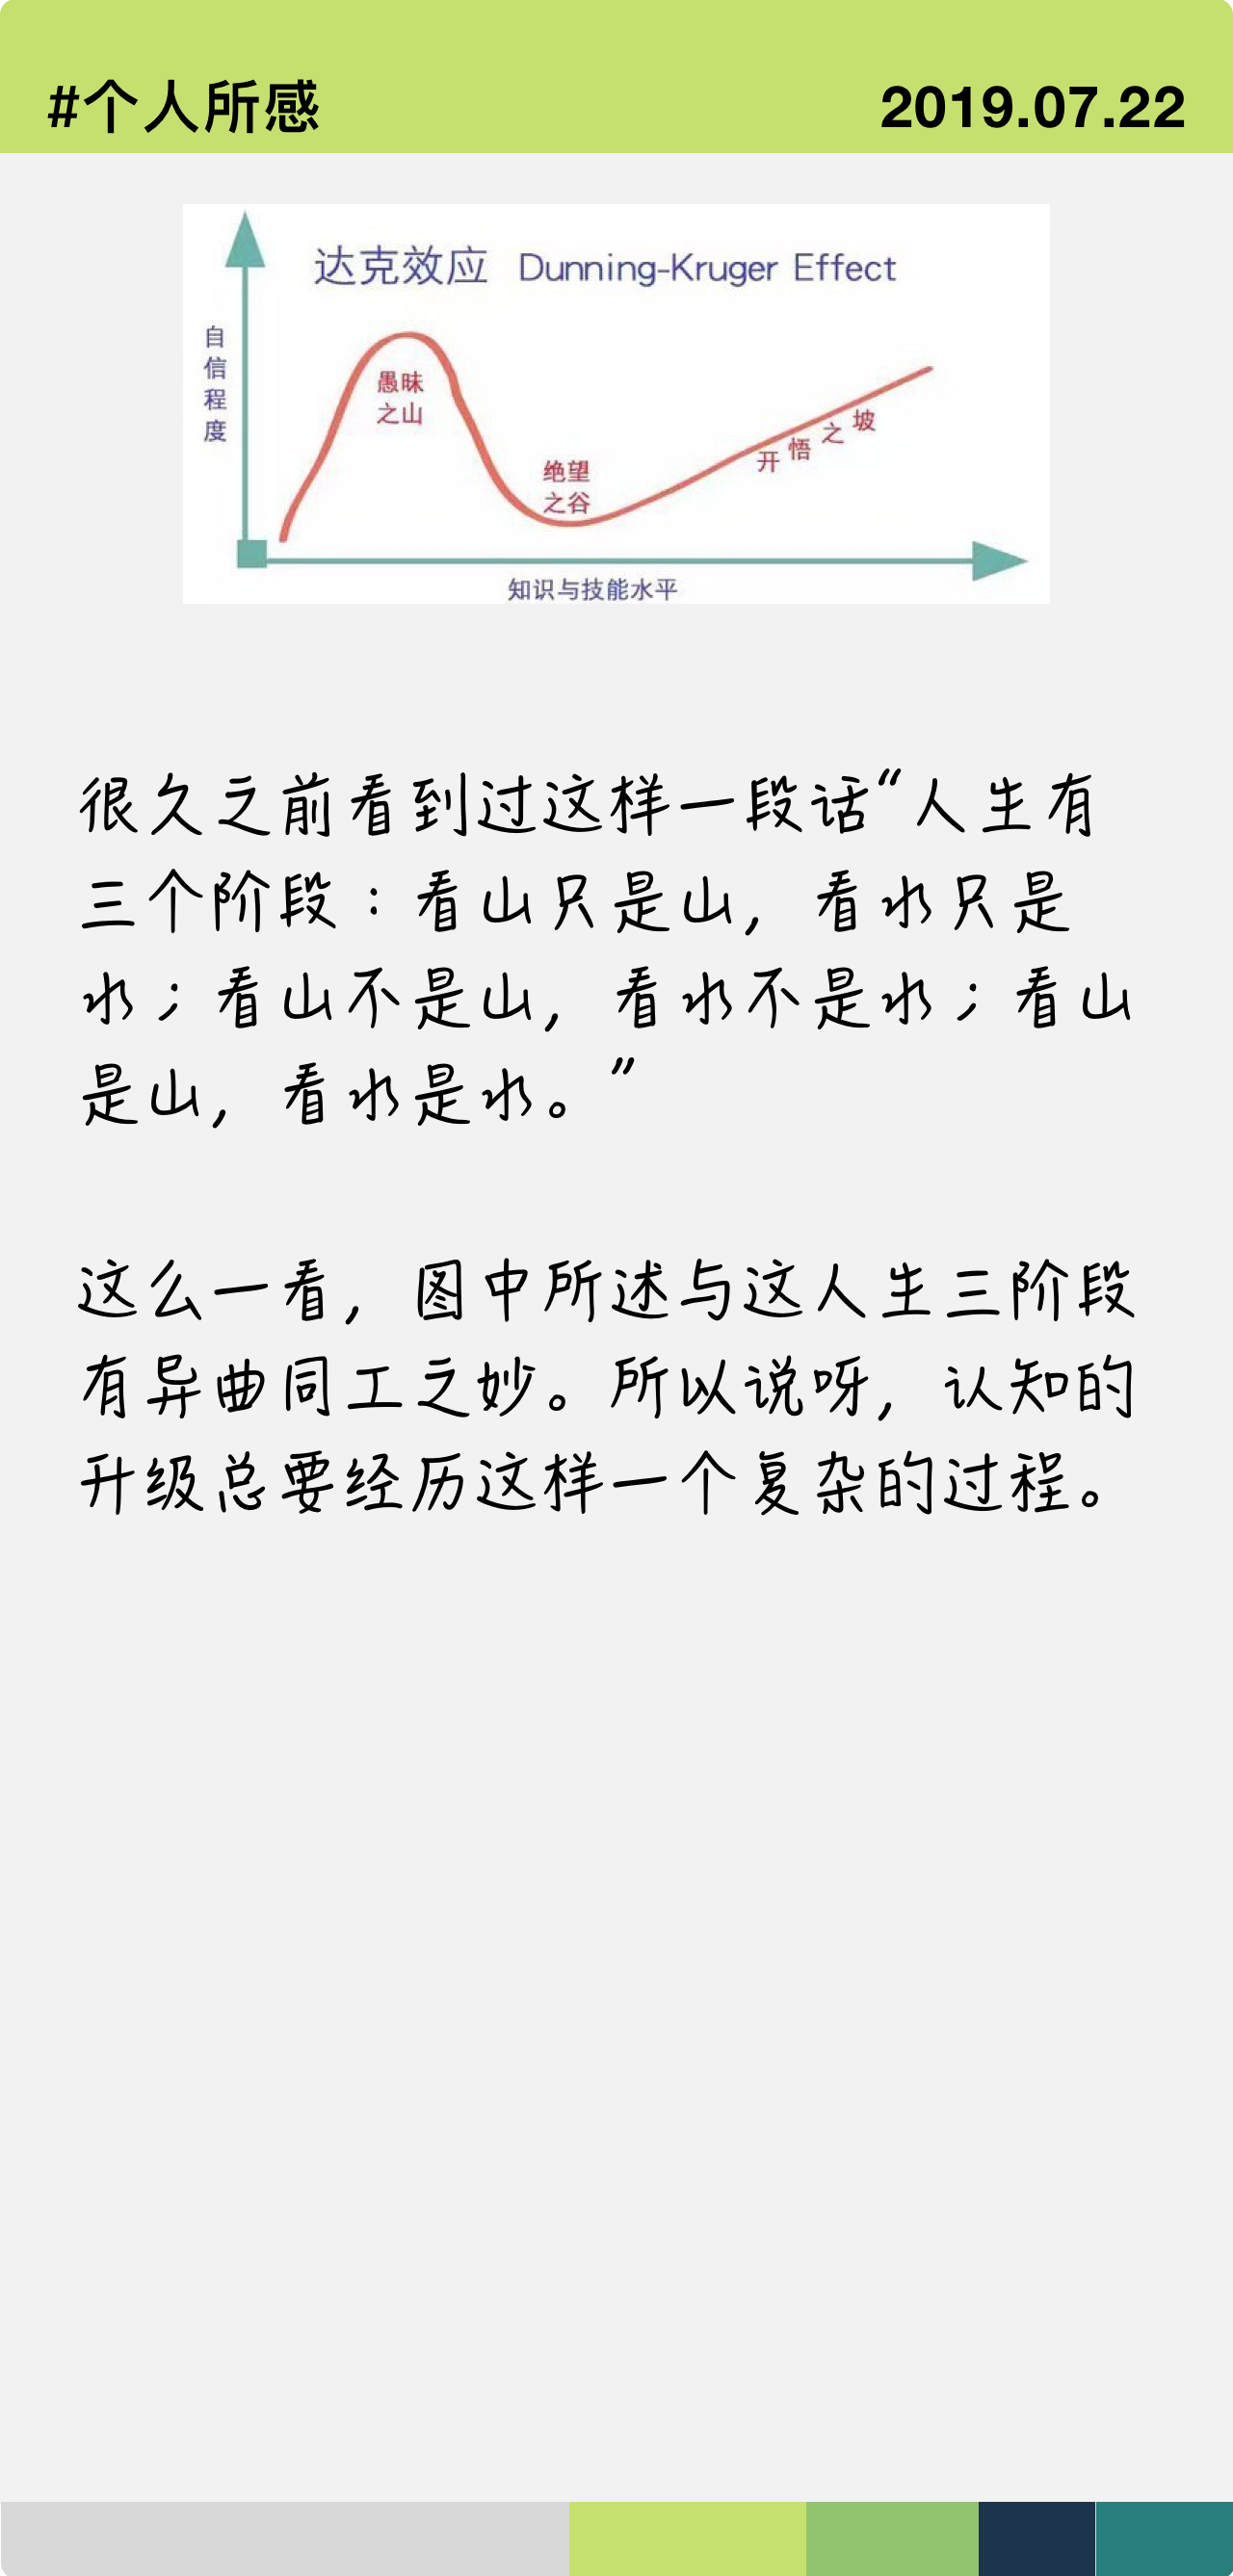 #个人所感
2019.07.22
达克效应 Dunning-Kruger Effect
自信程度
愚昧
之山
绝望
之谷
开悟之坡
知识与技能水平
很久之前看到过这样一段话“人生有
三个阶段：看山只是山，看水只是
水；看山不是山，看水不是水；看山
是山，看水是水。”
这么一看，图中所述与这人生三阶段
有异曲同工之妙。所以说呀，认知的
升级总要经历这样一个复杂的过程。